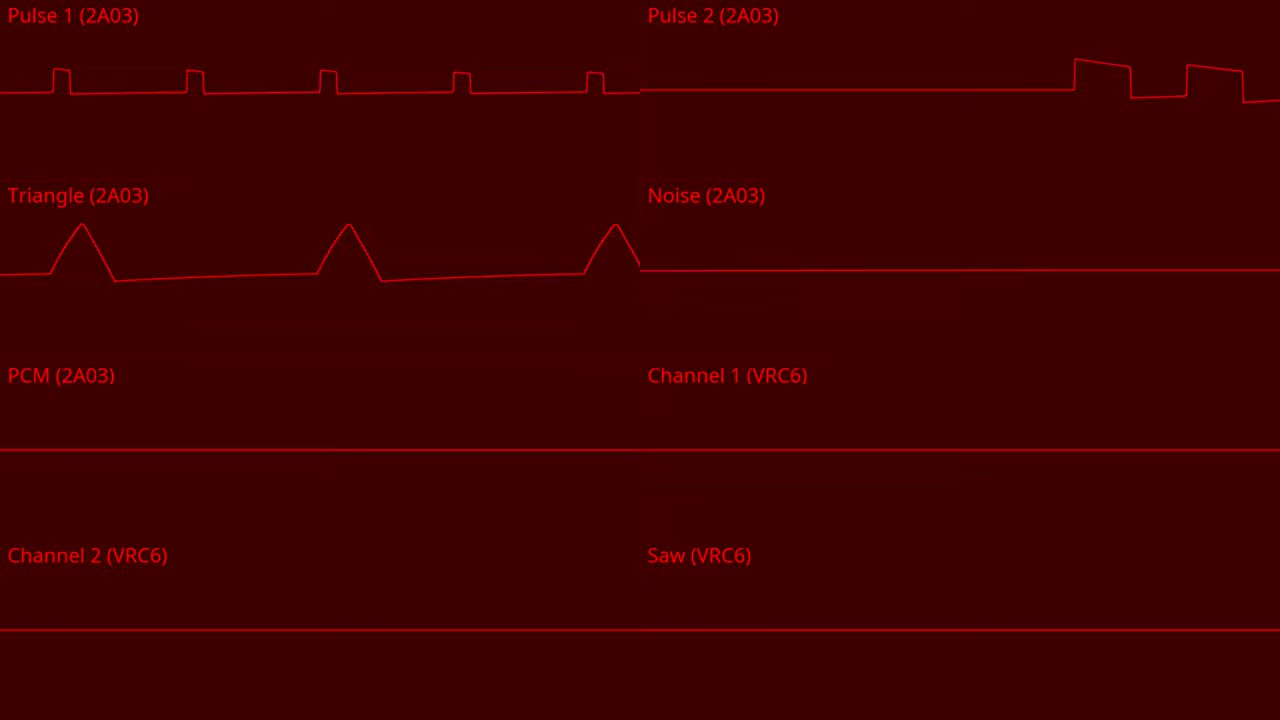 Pulse 1 (2A03)
Pulse 2 (2A03)
Triangle (2A03)
Noise (2A03)
PCM (2A03)
Channel 1 (VRC6)
Channel 2 (VRC6)
Saw (VRC6)